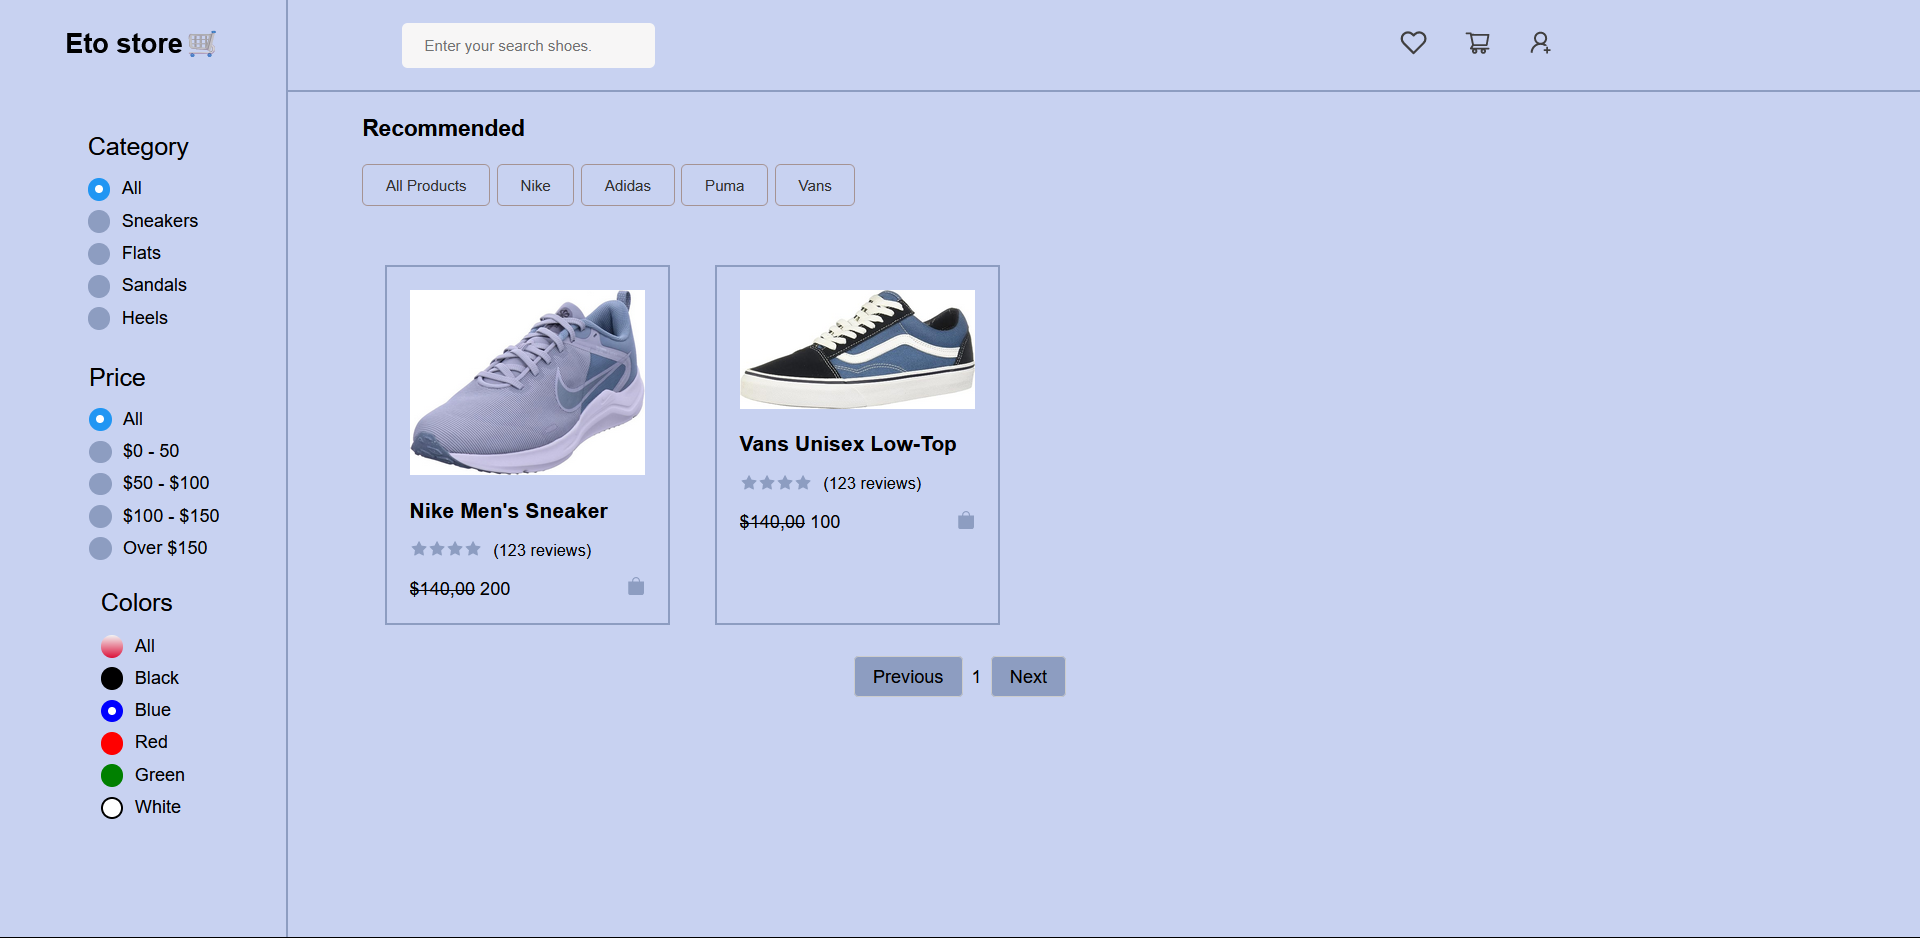 Eto store
Enter your search shoes.
Category
All
Sneakers
Flats
Sandals
Heels
Price
All
$0 - 50
$50 - $100
$100 - $150
Over $150
Colors
All
Black
Blue
Red
Green
White
Recommended
All Products Nike Adidas Puma Vans
Nike Men's Sneaker
(123 reviews)
$140,00 200
Vans Unisex Low-Top
(123 reviews)
$140,00 100
Previous 1 Next